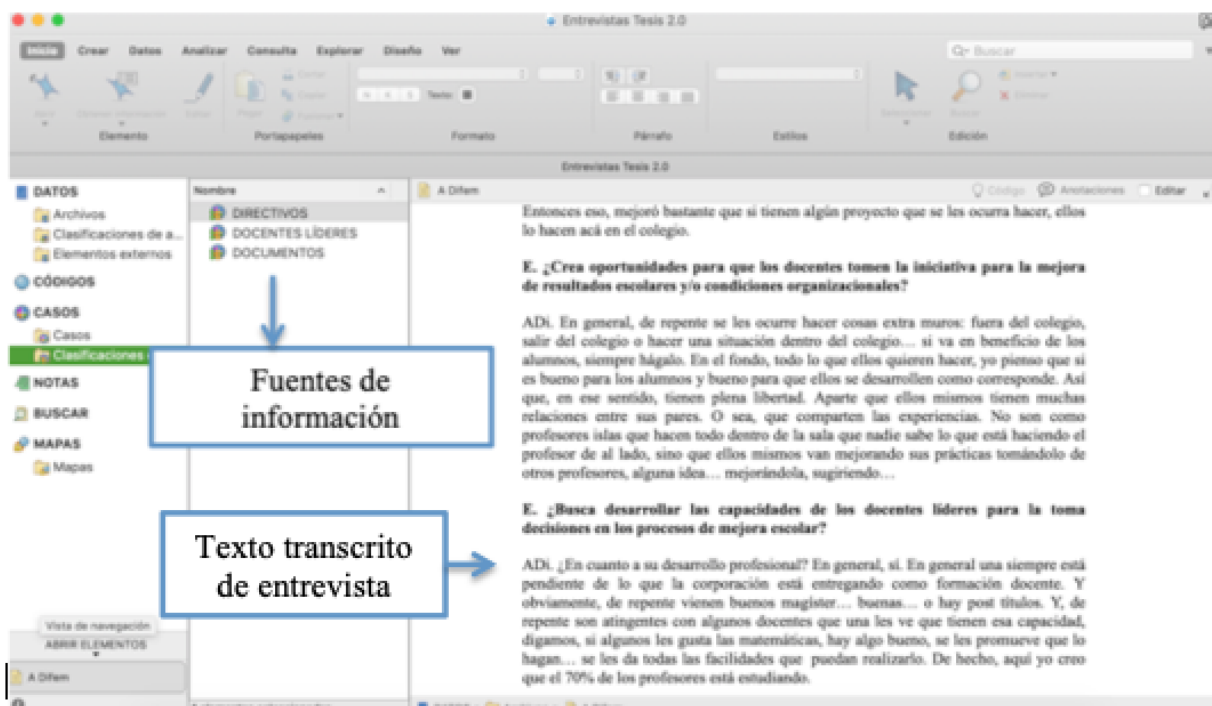 Entrevistas Tesis 2.0
Inicio Crear Datos Analizar Consulta Explorar Diseño Ver
Buscar
Cortar
Copiar
Pegar
Texto:
Elemento Portapapeles Formato Párrafo Estilos Edición
Entrevistas Tesis 2.0
DATOS
Archivos
Clasificaciones de a...
Elementos externos
CÓDIGOS
CASOS
Casos
Clasificaciones
NOTAS
BUSCAR
MAPAS
Mapas
Vista de navegación
ABRIR ELEMENTOS
A Difem
Nombre
DIRECTIVOS
DOCENTES LÍDERES
DOCUMENTOS
Fuentes de
información
Texto transcrito
de entrevista
A Difem
Código Anotaciones Editar
Entonces eso, mejoró bastante que si tienen algún proyecto que se les ocurra hacer, ellos
lo hacen acá en el colegio.
E. ¿Crea oportunidades para que los docentes tomen la iniciativa para la mejora
de resultados escolares y/o condiciones organizacionales?
ADi. En general, de repente se les ocurre hacer cosas extra muros: fuera del colegio,
salir del colegio o hacer una situación dentro del colegio… si va en beneficio de los
alumnos, siempre hágalo. En el fondo, todo lo que ellos quieren hacer, yo pienso que si
es bueno para los alumnos y bueno para que ellos se desarrollen como corresponde. Así
que, en ese sentido, tienen plena libertad. Aparte que ellos mismos tienen muchas
relaciones entre sus pares. O sea, que comparten las experiencias. No son como
profesores islas que hacen todo dentro de la sala que nadie sabe lo que está haciendo el
profesor de al lado, sino que ellos mismos van mejorando sus prácticas tomándolo de
otros profesores, alguna idea… mejorándola, sugiriendo…
E. ¿Busca desarrollar las capacidades de los docentes líderes para la toma
decisiones en los procesos de mejora escolar?
ADi. ¿En cuanto a su desarrollo profesional? En general, sí. En general una siempre está
pendiente de lo que la corporación está entregando como formación docente. Y
obviamente, de repente vienen buenos magíster… buenas… o hay post títulos. Y, de
repente son atingentes con algunos docentes que una les ve que tienen esa capacidad,
digamos, si algunos les gusta las matemáticas, hay algo bueno, se les promueve que lo
hagan… se les da todas las facilidades que puedan realizarlo. De hecho, aquí yo creo
que el 70% de los profesores está estudiando.